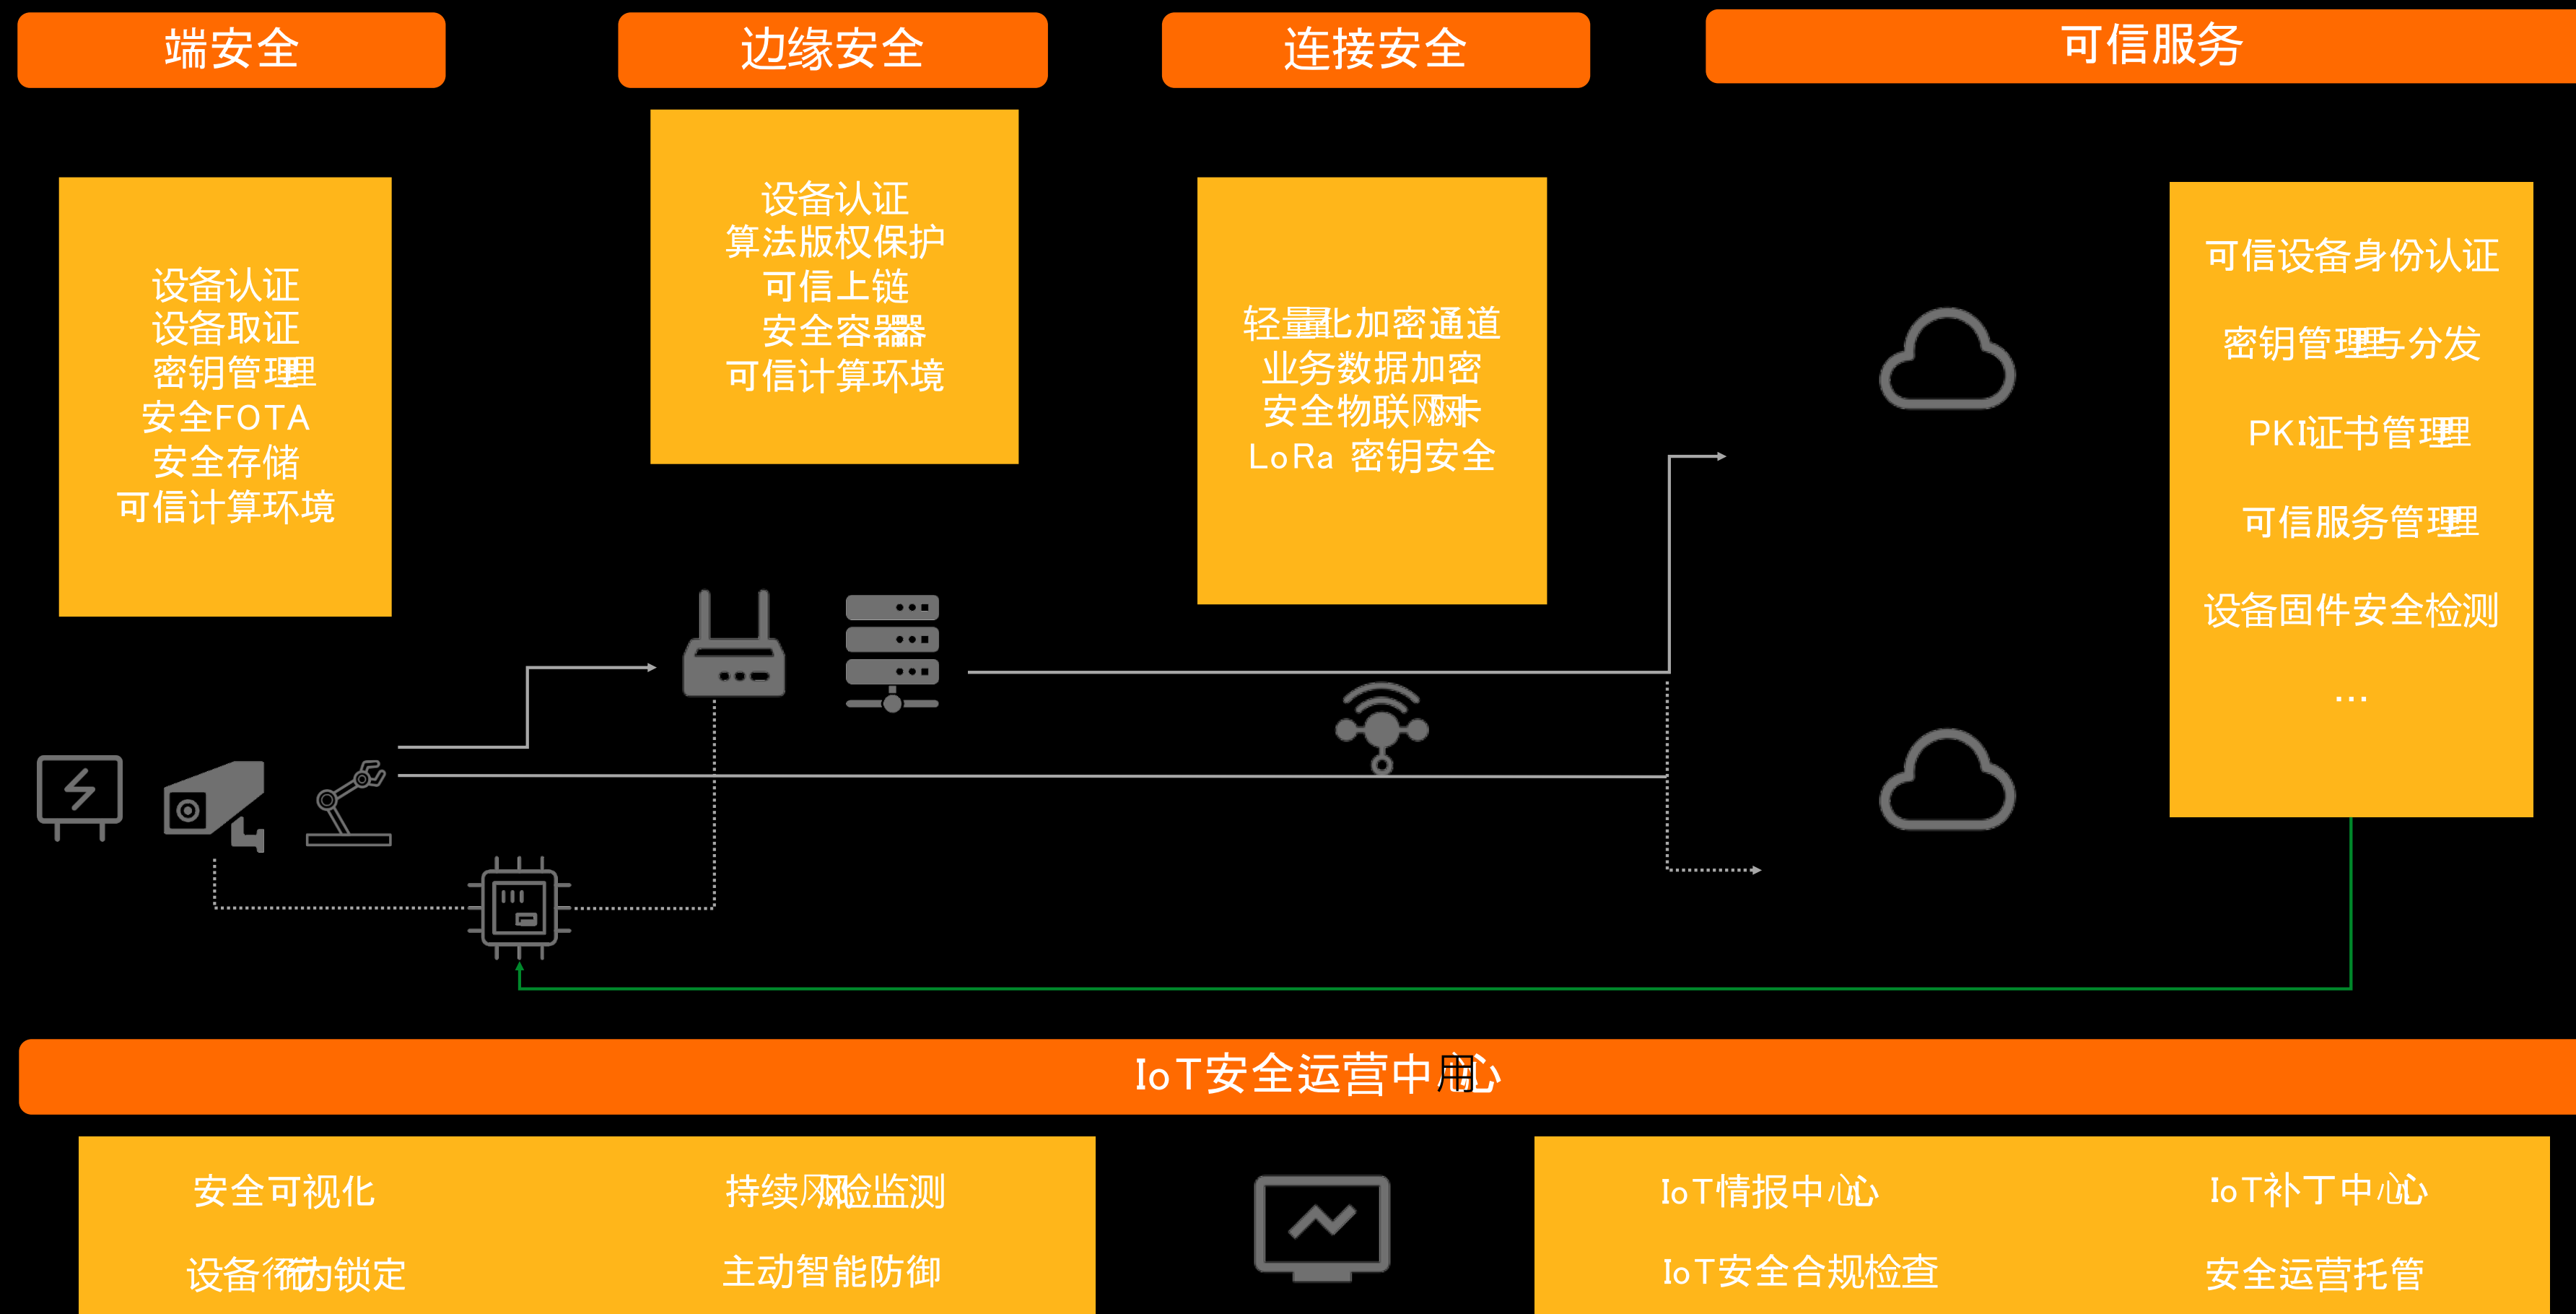 端安全
边缘安全
连接安全
可信服务
设备认证
设备取证
密钥管理
安全FOTA
安全存储
可信计算环境
设备认证
算法版权保护
可信上链
安全容器
可信计算环境
轻量化加密通道
业务数据加密
安全物联网卡
LoRa 密钥安全
可信设备身份认证
密钥管理与分发
PKI证书管理
可信服务管理
设备固件安全检测
...
IoT安全运营中心
安全可视化
持续风险监测
IoT情报中心
IoT补丁中心
设备行为锁定
主动智能防御
IoT安全合规检查
安全运营托管